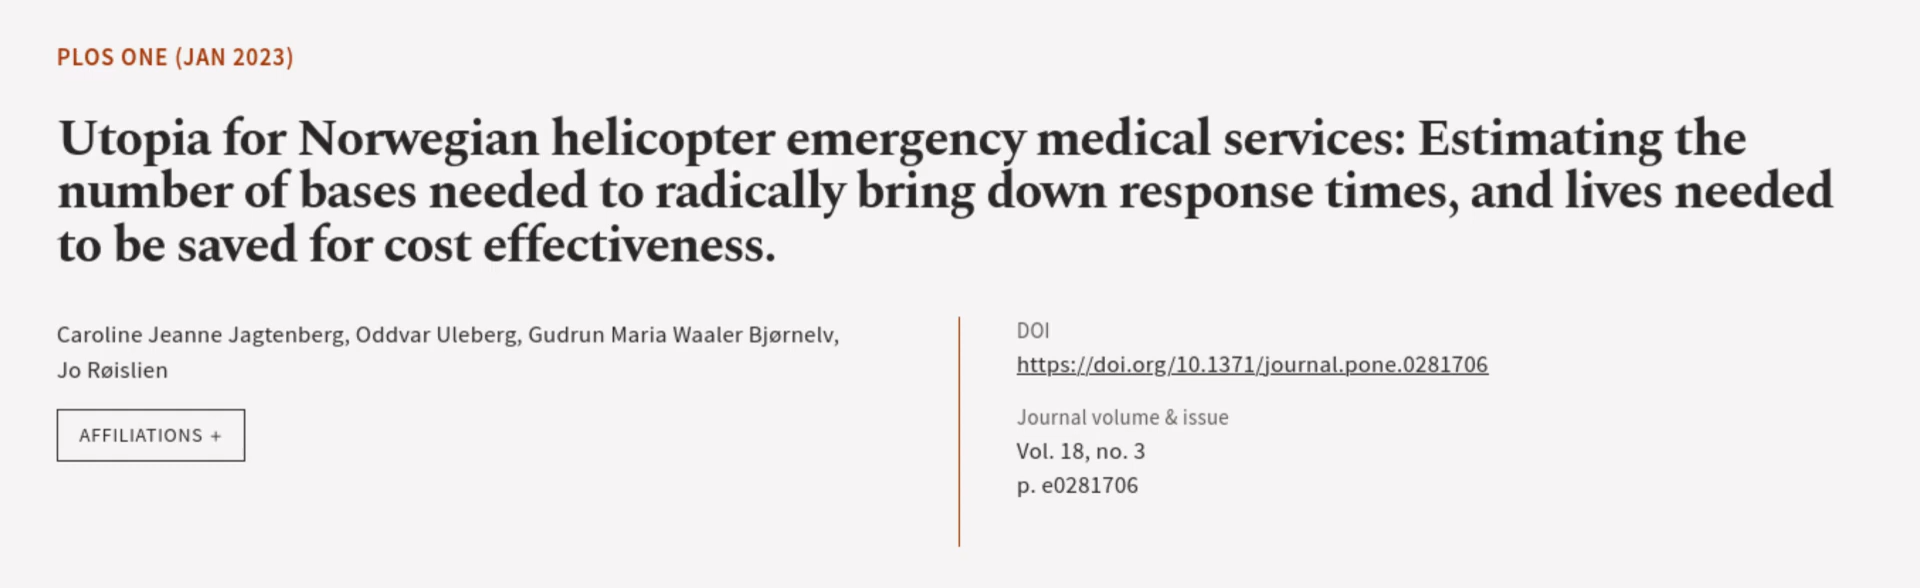 PLOS ONE (JAN 2023)
Utopia for Norwegian helicopter emergency medical services: Estimating the
number of bases needed to radically bring down response times, and lives needed
to be saved for cost effectiveness.
Caroline Jeanne Jagtenberg, Oddvar Uleberg, Gudrun Maria Waaler Bjørnelv,
Jo Røislien
AFFILIATIONS +
DOI
https://doi.org/10.1371/journal.pone.0281706
Journal volume & issue
Vol. 18, no. 3
p. e0281706